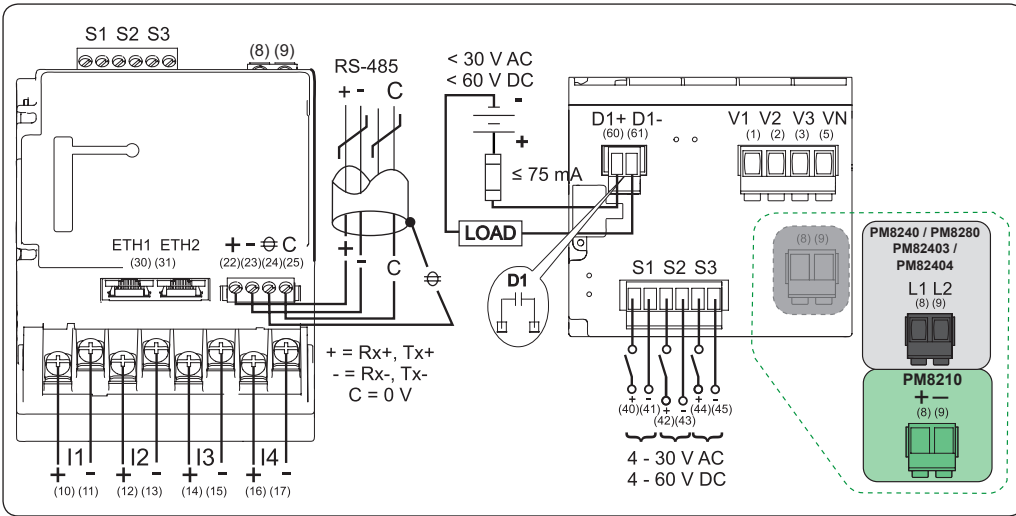 S1 S2 S3
(8) (9)
RS-485
+ - C
ETH1 ETH2
(30) (31)
+ - C
(22)(23)(24)(25)
+ - C
+ = Rx+, Tx+
- = Rx-, Tx-
C = 0 V
I1 I2 I3 I4
+ - + - + - + -
(10) (11) (12) (13) (14) (15) (16) (17)
< 30 V AC
< 60 V DC
-
+
≤ 75 mA
LOAD
D1
D1+ D1-
(60) (61)
V1 V2 V3 VN
(1) (2) (3) (5)
(8) (9)
S1 S2 S3
+ - + - + -
(40)(41) (42)(43) (44)(45)
4 - 30 V AC
4 - 60 V DC
PM8240 / PM8280
PM82403 /
PM82404
L1 L2
(8) (9)
PM8210
+ −
(8) (9)